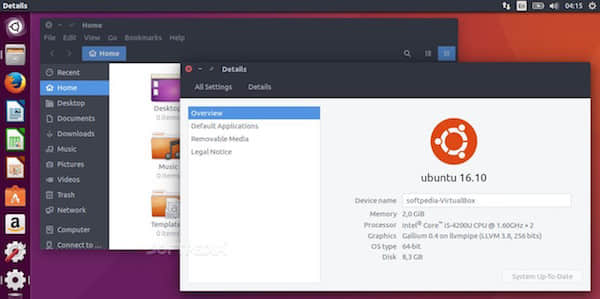 Details
En
04:15
Home
File Edit View Go Bookmarks Help
Home
Recent
Home
Desktop
Documents
Downloads
Music
Pictures
Videos
Trash
Network
Computer
Connect to ...
Desktop
0 items
Music
0 items
Templates
0 items
SOFTPEDIA
Details
All Settings Details
Overview
Default Applications
Removable Media
Legal Notice
ubuntu 16.10
Device name softpedia-VirtualBox
Memory 2,0 GiB
Processor Intel® Core™ i5-4200U CPU @ 1.60GHz × 2
Graphics Gallium 0.4 on llvmpipe (LLVM 3.8, 256 bits)
OS type 64-bit
Disk 8,3 GB
System Up-To-Date